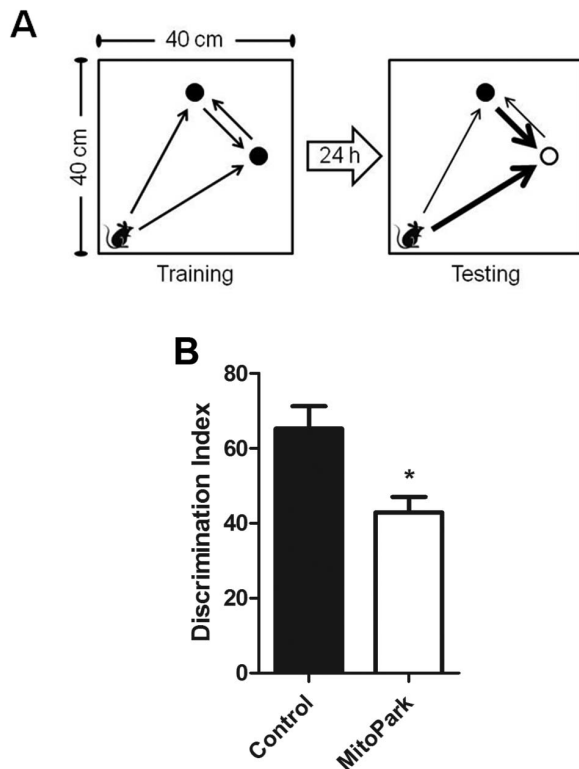 A
40 cm
40 cm
24 h
Training
Testing
B
Discrimination Index
80
60
40
20
0
*
Control
MitoPark